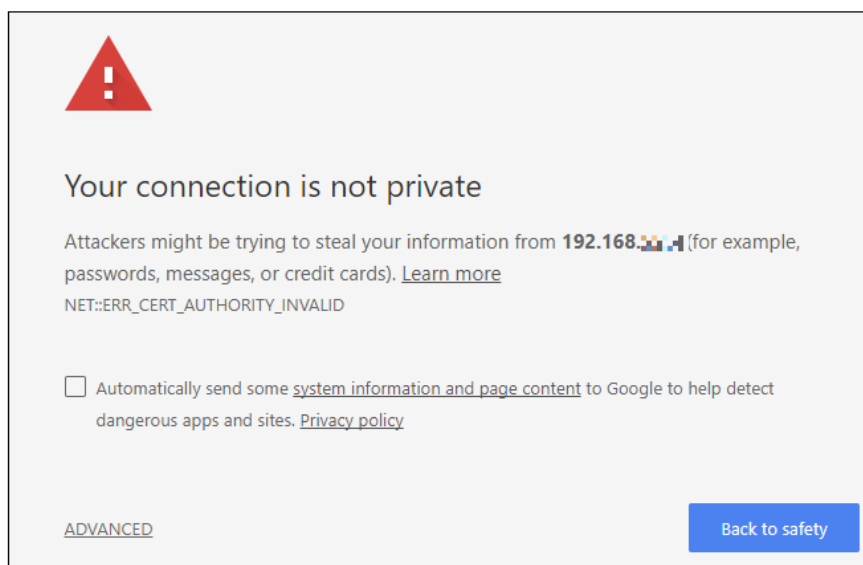 Your connection is not private
Attackers might be trying to steal your information from 192.168. (for example,
passwords, messages, or credit cards). Learn more
NET::ERR_CERT_AUTHORITY_INVALID
Automatically send some system information and page content to Google to help detect
dangerous apps and sites. Privacy policy
ADVANCED
Back to safety